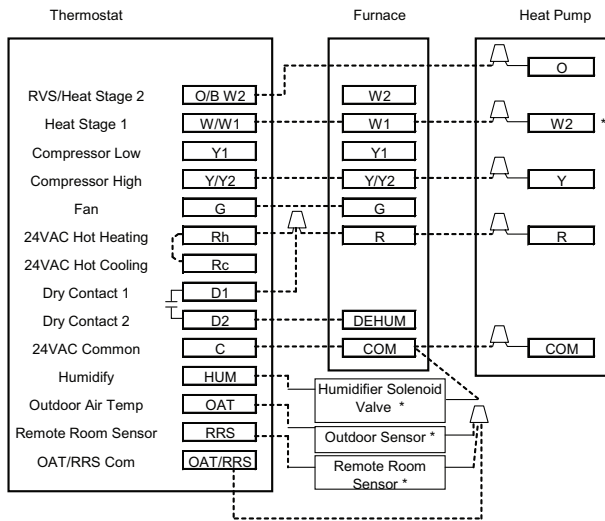 Thermostat Furnace Heat Pump
O
RVS/Heat Stage 2 O/B W2 W2
Heat Stage 1 W/W1 W1 W2 *
Compressor Low Y1 Y1
Compressor High Y/Y2 Y/Y2 Y
Fan G G
24VAC Hot Heating Rh R R
24VAC Hot Cooling Rc
Dry Contact 1 D1
Dry Contact 2 D2 DEHUM
24VAC Common C COM COM
Humidify HUM
Humidifier Solenoid
Valve *
Outdoor Air Temp OAT
Outdoor Sensor *
Remote Room Sensor RRS
Remote Room
Sensor *
OAT/RRS Com OAT/RRS